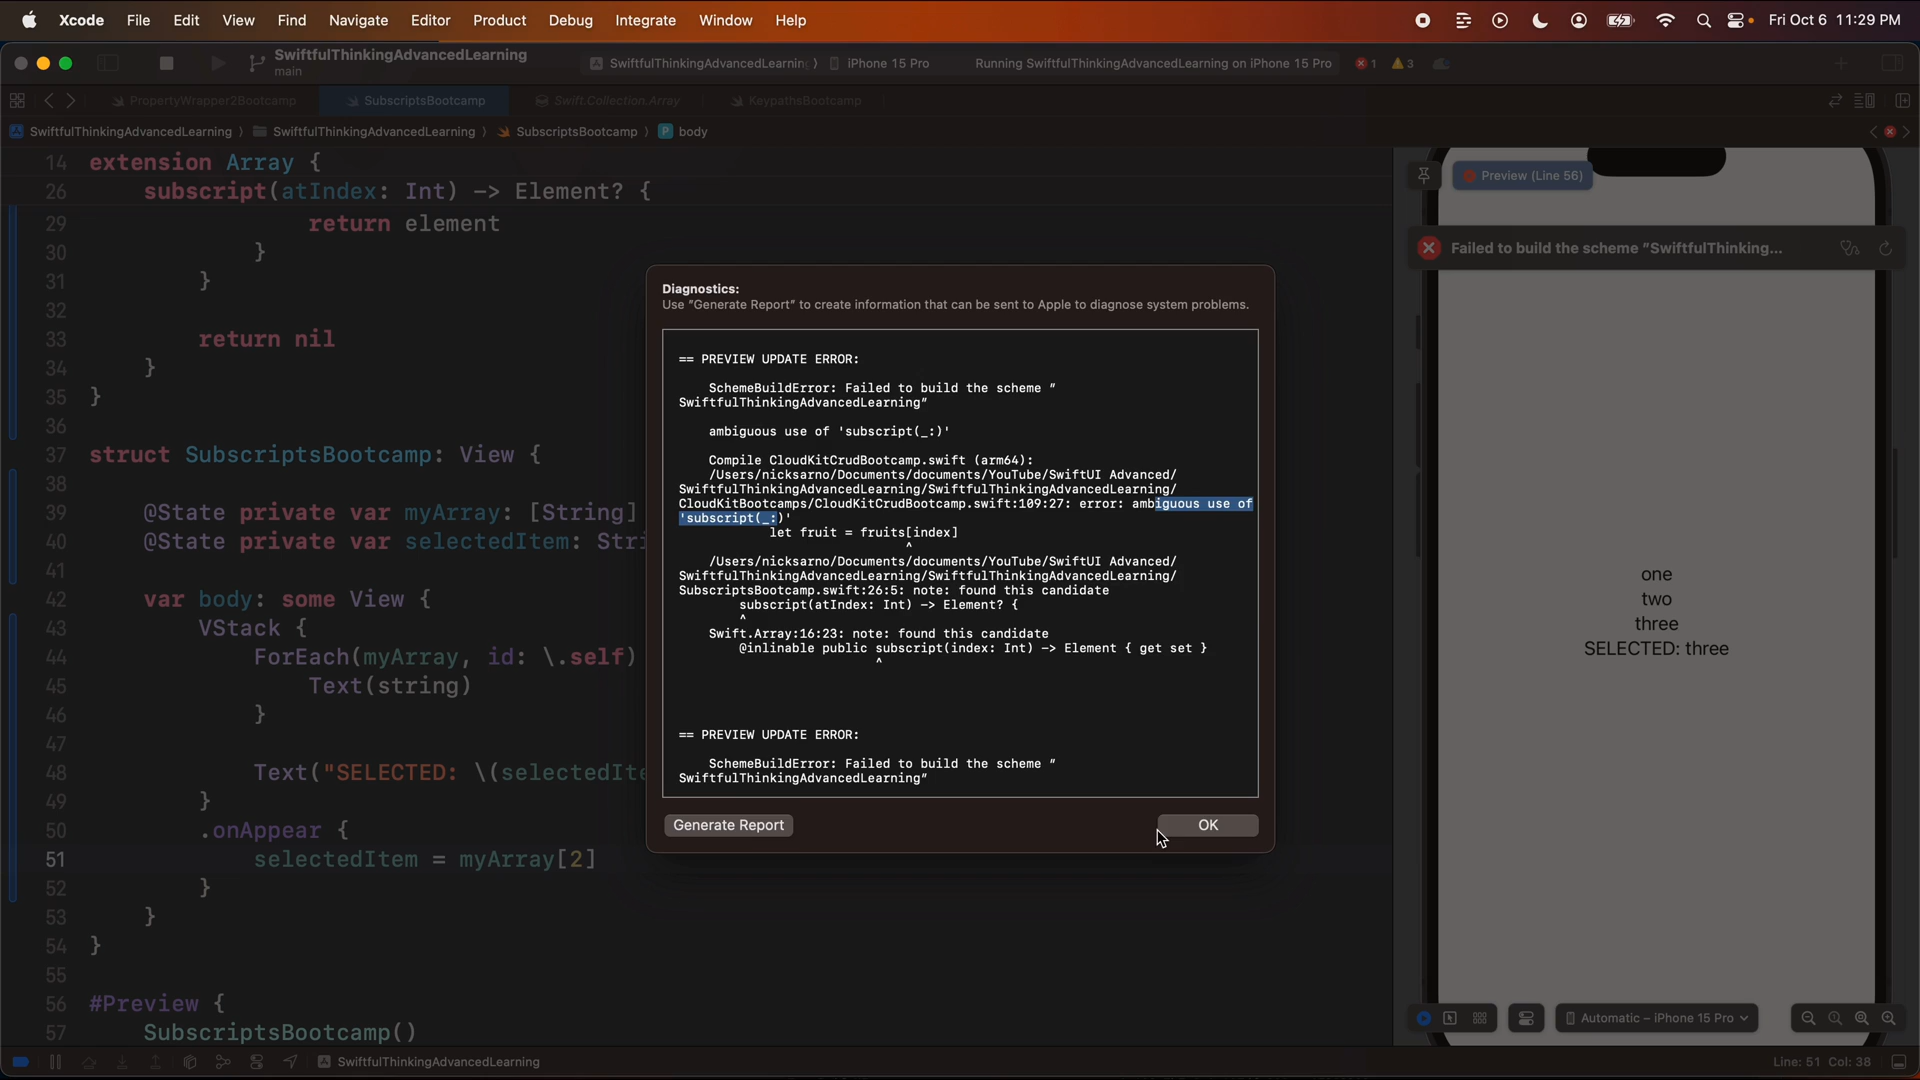 Xcode File Edit View Find Navigate Editor Product Debug Integrate Window Help Fri Oct 6 11:29 PM
SwiftfulThinkingAdvancedLearning
main
SwiftfulThinkingAdvancedLearning iPhone 15 Pro Running SwiftfulThinkingAdvancedLearning on iPhone 15 Pro 1 3
PropertyWrapper2Bootcamp SubscriptsBootcamp Swift.Collection.Array KeypathsBootcamp
SwiftfulThinkingAdvancedLearning SwiftfulThinkingAdvancedLearning SubscriptsBootcamp P body
14 extension Array {
26 subscript(atIndex: Int) -> Element? {
29 return element
30 }
31 }
32
33 return nil
34 }
35 }
36
37 struct SubscriptsBootcamp: View {
38
39 @State private var myArray: [String]
40 @State private var selectedItem: Stri
41
42 var body: some View {
43 VStack {
44 ForEach(myArray, id: \.self)
45 Text(string)
46 }
47
48 Text("SELECTED: \(selectedIte
49 }
50 .onAppear {
51 selectedItem = myArray[2]
52 }
53 }
54 }
55
56 #Preview {
57 SubscriptsBootcamp()
Diagnostics:
Use "Generate Report" to create information that can be sent to Apple to diagnose system problems.
== PREVIEW UPDATE ERROR:
SchemeBuildError: Failed to build the scheme "
SwiftfulThinkingAdvancedLearning"
ambiguous use of 'subscript(_:)'
Compile CloudKitCrudBootcamp.swift (arm64):
/Users/nicksarno/Documents/documents/YouTube/SwiftUI Advanced/
SwiftfulThinkingAdvancedLearning/SwiftfulThinkingAdvancedLearning/
CloudKitBootcamps/CloudKitCrudBootcamp.swift:109:27: error: ambiguous use of
'subscript(_:)'
let fruit = fruits[index]
^
/Users/nicksarno/Documents/documents/YouTube/SwiftUI Advanced/
SwiftfulThinkingAdvancedLearning/SwiftfulThinkingAdvancedLearning/
SubscriptsBootcamp.swift:26:5: note: found this candidate
subscript(atIndex: Int) -> Element? {
^
Swift.Array:16:23: note: found this candidate
@inlinable public subscript(index: Int) -> Element { get set }
^
== PREVIEW UPDATE ERROR:
SchemeBuildError: Failed to build the scheme "
SwiftfulThinkingAdvancedLearning"
Generate Report OK
Preview (Line 56)
Failed to build the scheme "SwiftfulThinking...
one
two
three
SELECTED: three
Automatic – iPhone 15 Pro
SwiftfulThinkingAdvancedLearning
Line: 51 Col: 38